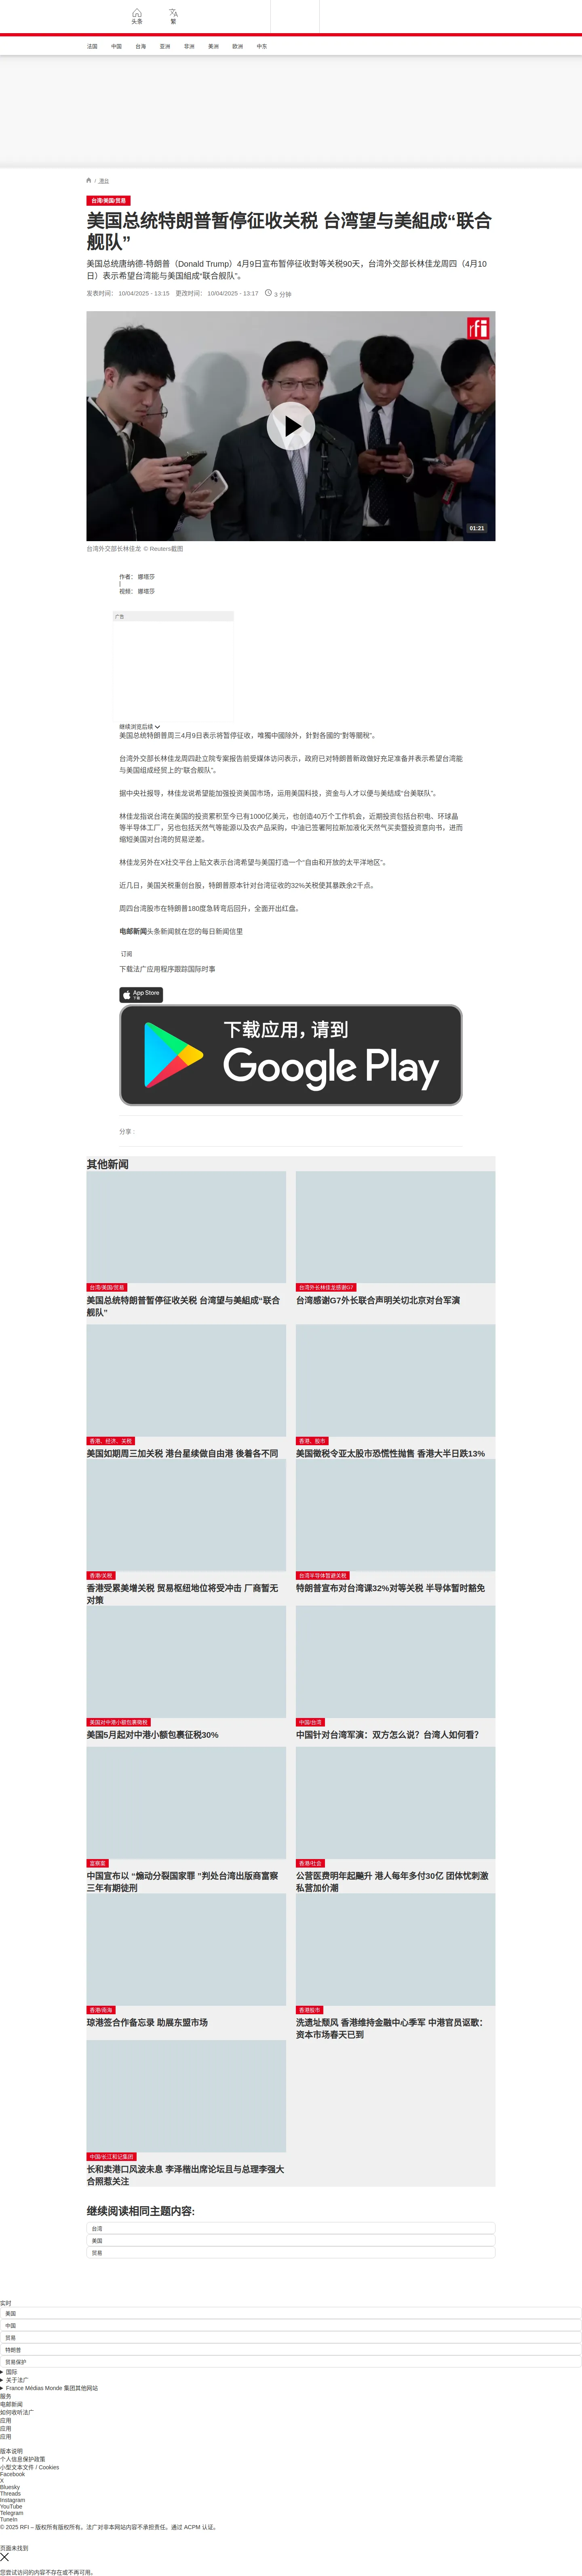 头条
繁
法国
中国
台海
亚洲
非洲
美洲
欧洲
中东
/ 港台
台湾/美国/贸易
美国总统特朗普暂停征收关税 台湾望与美組成“联合
舰队”
美国总统唐纳德-特朗普（Donald Trump）4月9日宣布暂停征收對等关税90天，台湾外交部长林佳龙周四（4月10
日）表示希望台湾能与美国组成“联合舰队”。
发表时间： 10/04/2025 - 13:15 更改时间： 10/04/2025 - 13:17 3 分钟
rfi
01:21
台湾外交部长林佳龙 © Reuters截图
作者： 娜塔莎
|
视频： 娜塔莎
广告
继续浏览后续
美国总统特朗普周三4月9日表示将暂停征收，唯獨中國除外，針對各國的“對等關稅”。
台湾外交部长林佳龙周四赴立院专案报告前受媒体访问表示，政府已对特朗普新政做好充足准备并表示希望台湾能
与美国组成经贸上的“联合舰队”。
据中央社报导，林佳龙说希望能加强投资美国市场，运用美国科技，资金与人才以便与美结成“台美联队”。
林佳龙指说台湾在美国的投资累积至今已有1000亿美元，也创造40万个工作机会，近期投资包括台积电、环球晶
等半导体工厂，另也包括天然气等能源以及农产品采购，中油已签署阿拉斯加液化天然气买卖暨投资意向书，进而
缩短美国对台湾的贸易逆差。
林佳龙另外在X社交平台上贴文表示台湾希望与美国打造一个“自由和开放的太平洋地区”。
近几日，美国关税重创台股，特朗普原本针对台湾征收的32%关税使其暴跌余2千点。
周四台湾股市在特朗普180度急转弯后回升，全面开出红盘。
电邮新闻头条新闻就在您的每日新闻信里
订阅
下载法广应用程序跟踪国际时事
App Store
下载
下载应用，请到
Google Play
分享 :
其他新闻
台湾/美国/贸易
美国总统特朗普暂停征收关税 台湾望与美組成“联合
舰队”
台湾外长林佳龙感谢G7
台湾感谢G7外长联合声明关切北京对台军演
香港、经济、关税
美国如期周三加关税 港台星续做自由港 後着各不同
香港、股市
美国徵税令亚太股市恐慌性抛售 香港大半日跌13%
香港/关税
香港受累美增关税 贸易枢纽地位将受冲击 厂商暂无
对策
台湾半导体暂避关税
特朗普宣布对台湾课32%对等关税 半导体暂时豁免
美国对中港小额包裹徵税
美国5月起对中港小额包裹征税30%
中国/台湾
中国针对台湾军演：双方怎么说？台湾人如何看？
富察案
中国宣布以 “煽动分裂国家罪 ”判处台湾出版商富察
三年有期徒刑
香港/社会
公营医费明年起飚升 港人每年多付30亿 团体忧刺激
私营加价潮
香港/南海
琼港签合作备忘录 助展东盟市场
香港股市
洗遗址颓风 香港维持金融中心季军 中港官员讴歌：
资本市场春天已到
中国/长江和记集团
长和卖港口风波未息 李泽楷出席论坛且与总理李强大
合照惹关注
继续阅读相同主题内容:
台湾
美国
贸易
实时
美国
中国
贸易
特朗普
贸易保护
国际
关于法广
France Médias Monde 集团其他网站
服务
电邮新闻
如何收听法广
应用
应用
应用
版本说明
个人信息保护政策
小型文本文件 / Cookies
Facebook
X
Bluesky
Threads
Instagram
YouTube
Telegram
TuneIn
© 2025 RFI – 版权所有版权所有。法广对非本网站内容不承担责任。通过 ACPM 认证。
页面未找到
您尝试访问的内容不存在或不再可用。